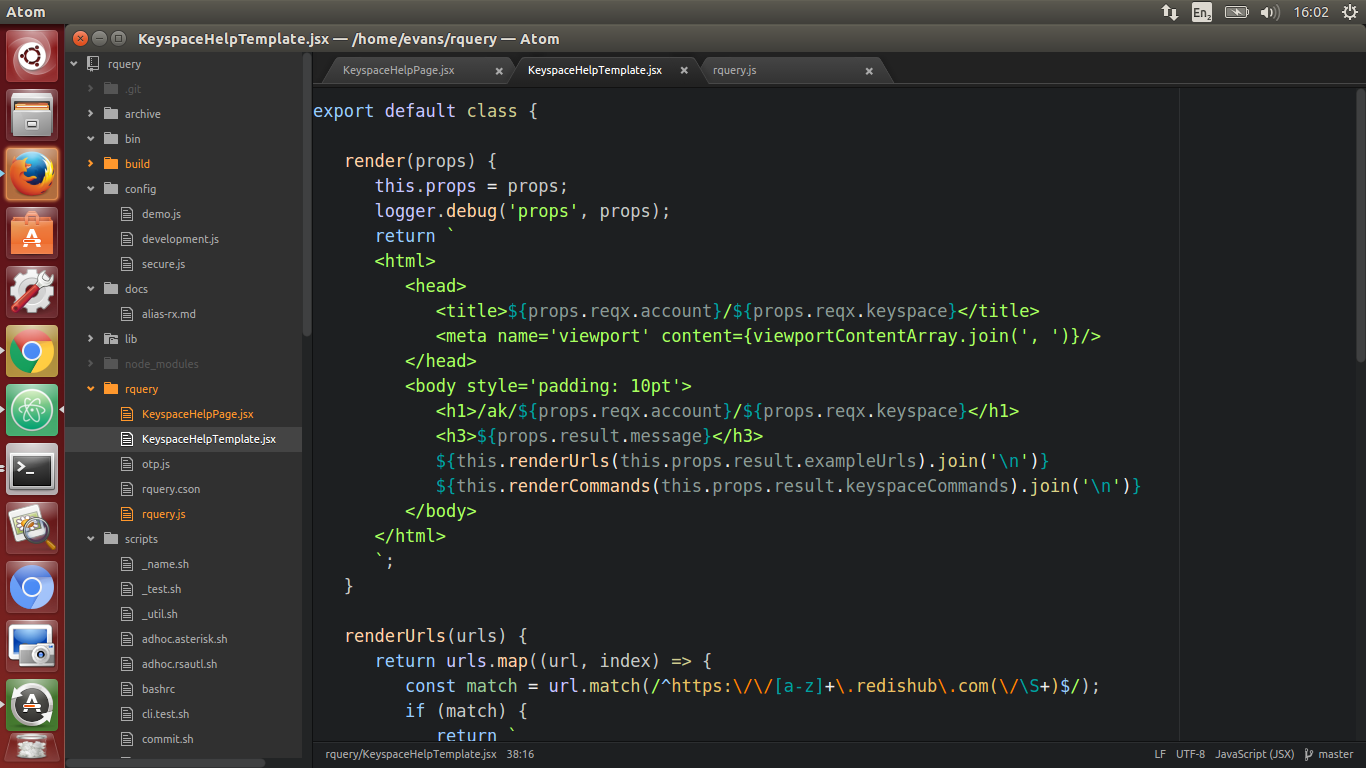 Atom
En2
16:02
KeyspaceHelpTemplate.jsx — /home/evans/rquery — Atom
rquery
.git
archive
bin
build
config
demo.js
development.js
secure.js
docs
alias-rx.md
lib
node_modules
rquery
KeyspaceHelpPage.jsx
KeyspaceHelpTemplate.jsx
otp.js
rquery.cson
rquery.js
scripts
_name.sh
_test.sh
_util.sh
adhoc.asterisk.sh
adhoc.rsautl.sh
bashrc
cli.test.sh
commit.sh
KeyspaceHelpPage.jsx
KeyspaceHelpTemplate.jsx
rquery.js
export default class {
render(props) {
this.props = props;
logger.debug('props', props);
return `
<html>
<head>
<title>${props.reqx.account}/${props.reqx.keyspace}</title>
<meta name='viewport' content={viewportContentArray.join(', ')}/>
</head>
<body style='padding: 10pt'>
<h1>/ak/${props.reqx.account}/${props.reqx.keyspace}</h1>
<h3>${props.result.message}</h3>
${this.renderUrls(this.props.result.exampleUrls).join('\n')}
${this.renderCommands(this.props.result.keyspaceCommands).join('\n')}
</body>
</html>
`;
}
renderUrls(urls) {
return urls.map((url, index) => {
const match = url.match(/^https:\/\/[a-z]+\.redishub\.com(\/\S+)$/);
if (match) {
return `
rquery/KeyspaceHelpTemplate.jsx 38:16
LF UTF-8 JavaScript (JSX) master